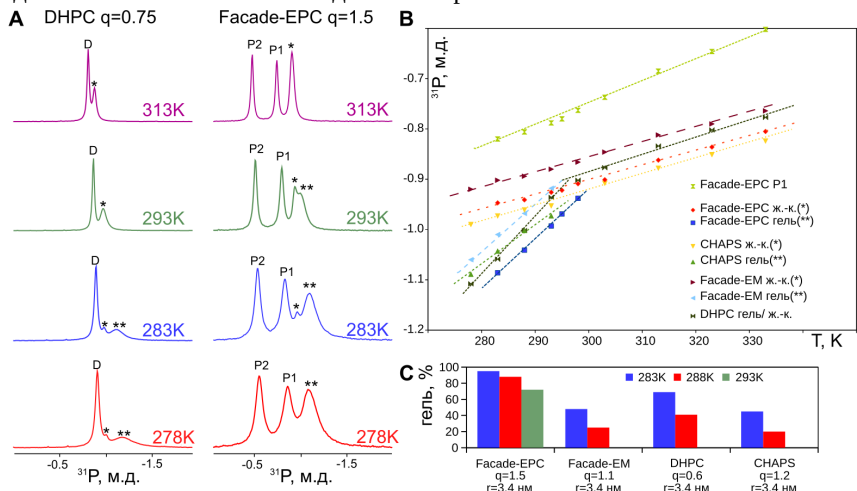 A
DHPC q=0.75
Facade-EPC q=1.5
D
*
313K
P2
P1
*
313K
D
*
293K
P2
P1
*
**
293K
D
*
**
283K
P2
P1
*
**
283K
D
*
**
278K
P2
P1
**
278K
-0.5
-1.5
-0.5
-1.5
³¹P, м.д.
³¹P, м.д.
B
³¹P, м.д.
-0.7
-0.8
-0.9
-1.0
-1.1
-1.2
280
290
300
310
320
330
T, K
Facade-EPC P1
Facade-EPC ж.-к.(*)
Facade-EPC гель(**)
CHAPS ж.-к.(*)
CHAPS гель(**)
Facade-EM ж.-к.(*)
Facade-EM гель(**)
DHPC гель/ ж.-к.
C
гель, %
100
80
60
40
20
0
283K
288K
293K
Facade-EPC
q=1.5
r=3.4 нм
Facade-EM
q=1.1
r=3.4 нм
DHPC
q=0.6
r=3.4 нм
CHAPS
q=1.2
r=3.4 нм